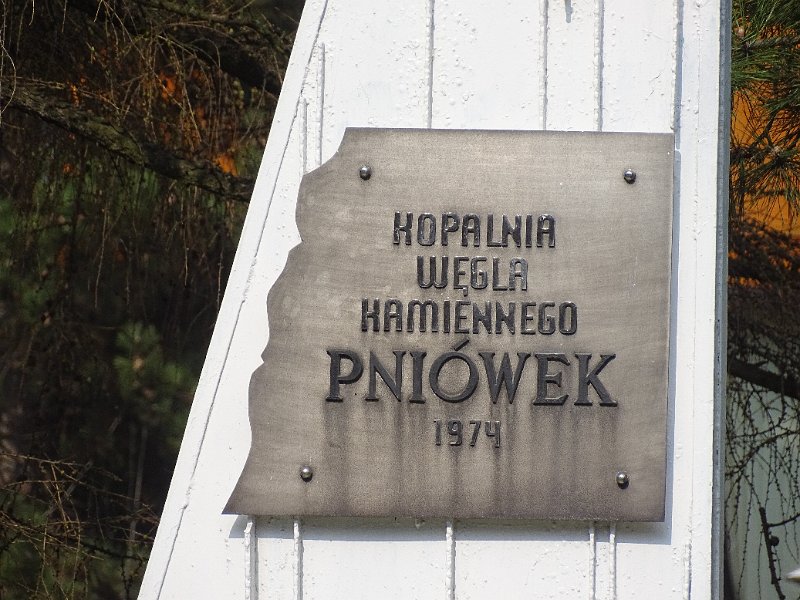 KOPALNIA
WĘGLA
KAMIENNEGO
PNIÓWEK
1974